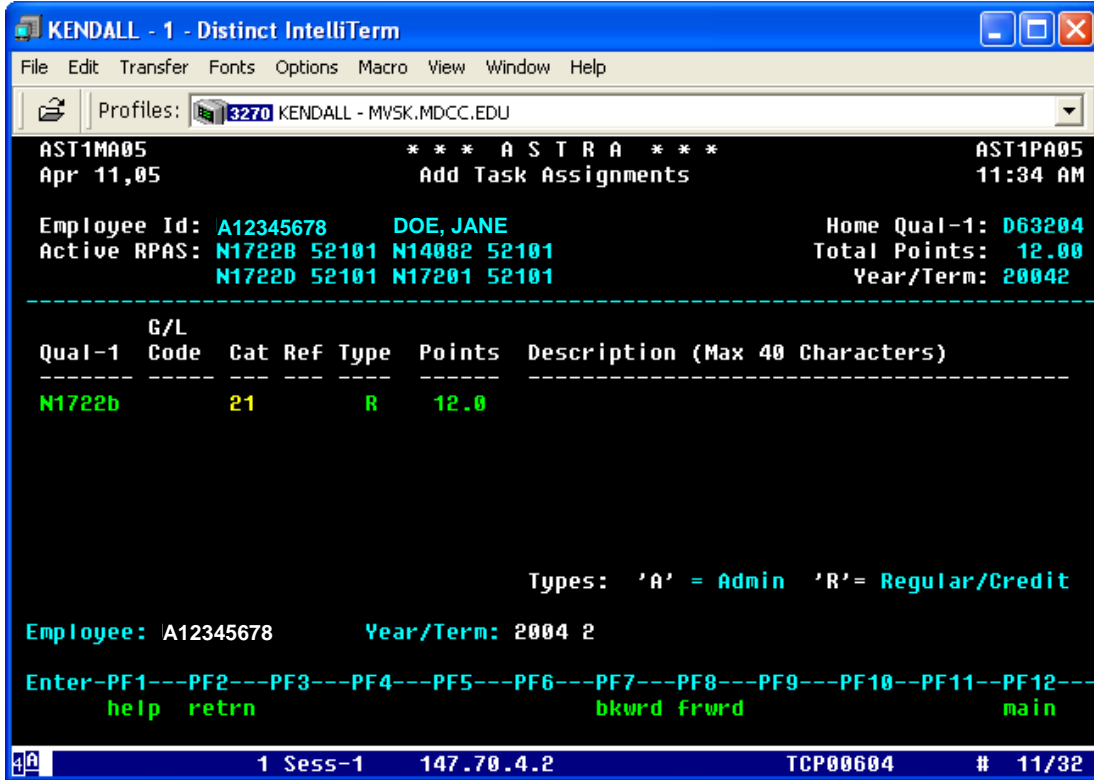 KENDALL - 1 - Distinct IntelliTerm
File Edit Transfer Fonts Options Macro View Window Help
Profiles: 3270 KENDALL - MVSK.MDCC.EDU
AST1MA05 * * * A S T R A * * * AST1PA05
Apr 11,05 Add Task Assignments 11:34 AM
Employee Id: A12345678 DOE, JANE Home Qual-1: D63204
Active RPAS: N1722B 52101 N14082 52101 Total Points: 12.00
N1722D 52101 N17201 52101 Year/Term: 20042
G/L
Qual-1 Code Cat Ref Type Points Description (Max 40 Characters)
------- ----- --- --- ---- ------ ----------------------------------------
N1722b 21 R 12.0
Types: 'A' = Admin 'R'= Regular/Credit
Employee: A12345678 Year/Term: 2004 2
Enter-PF1---PF2---PF3---PF4---PF5---PF6---PF7---PF8---PF9---PF10--PF11--PF12---
help retrn bkwrd frwrd main
4A 1 Sess-1 147.70.4.2 TCP00604 # 11/32